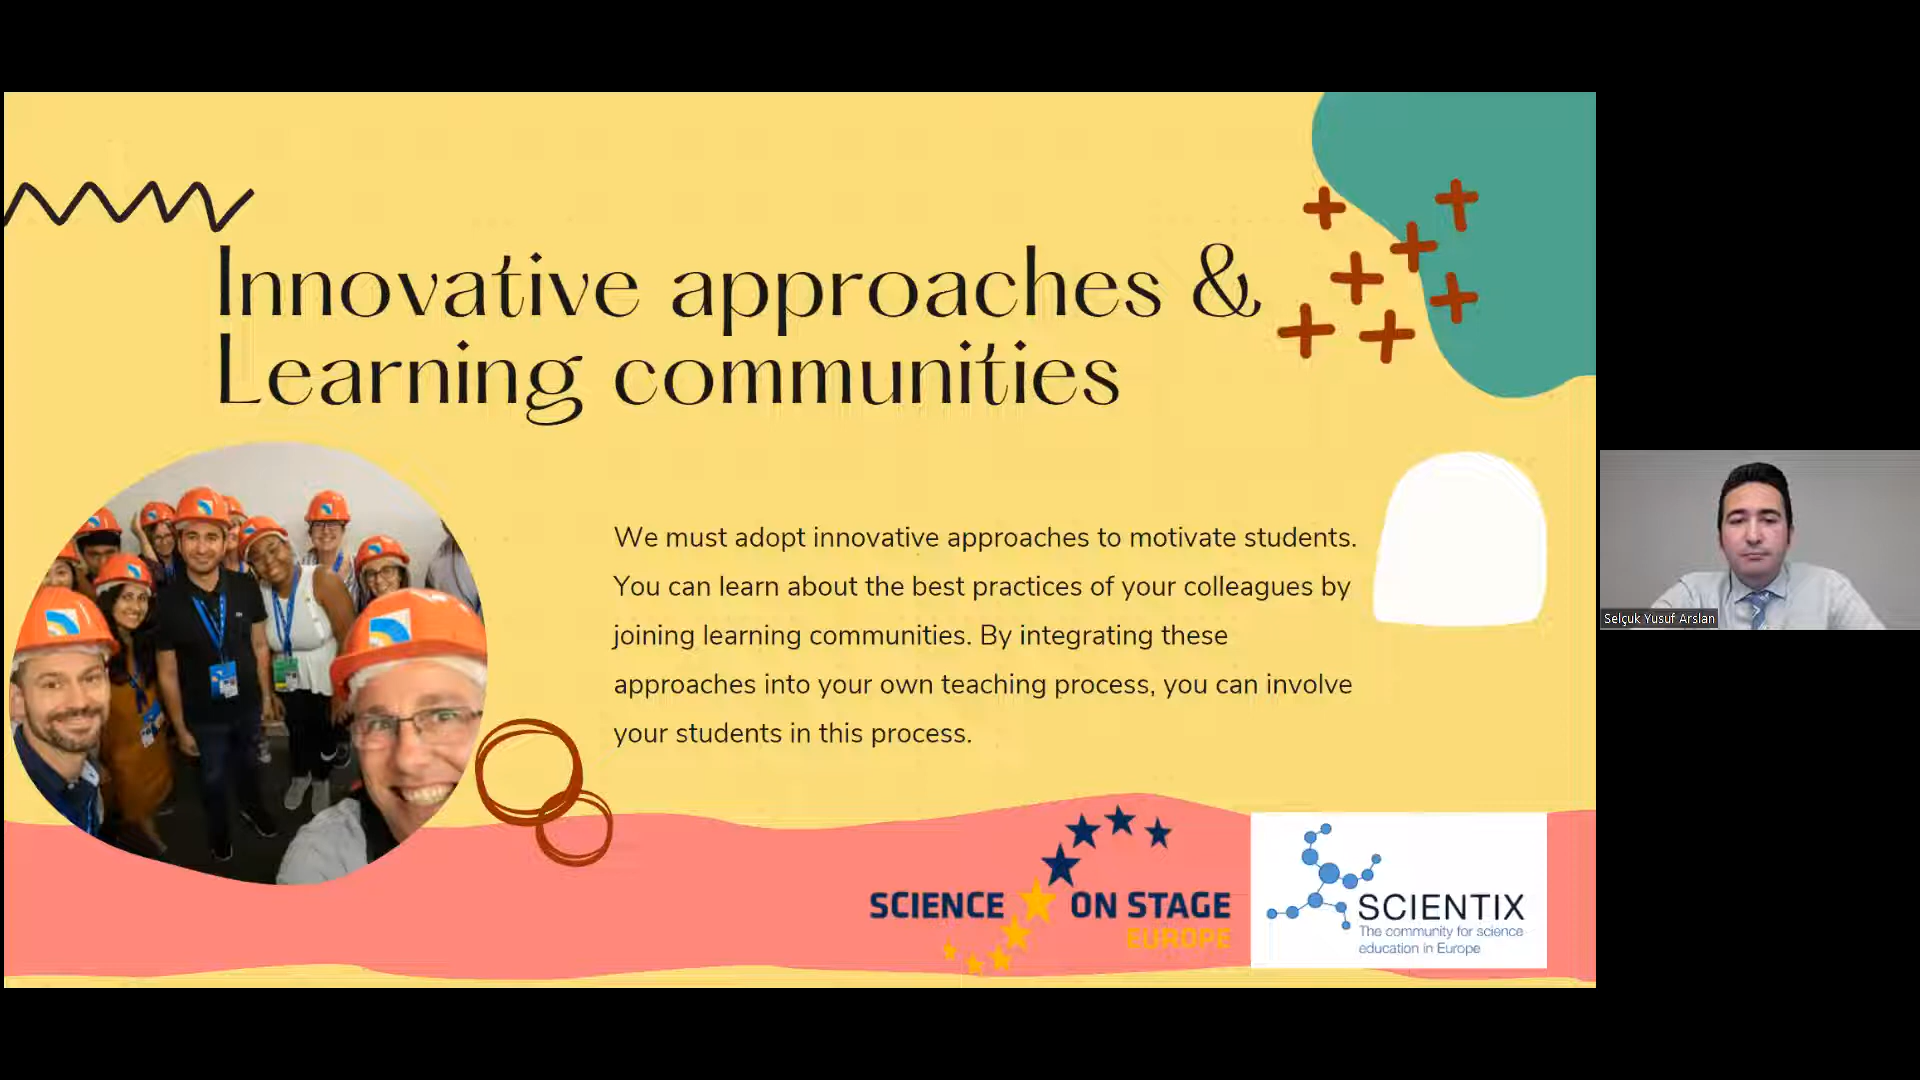 Innovative approaches &
Learning communities
We must adopt innovative approaches to motivate students.
You can learn about the best practices of your colleagues by
joining learning communities. By integrating these
approaches into your own teaching process, you can involve
your students in this process.
SCIENCE ON STAGE
EUROPE
SCIENTIX
The community for science
education in Europe
Selçuk Yusuf Arslan